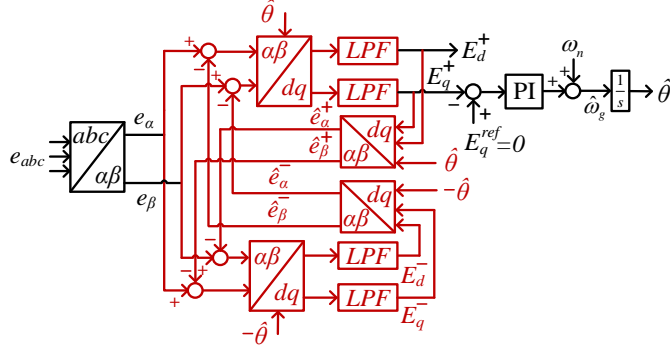 θ̂
ω_n
αβ
dq
LPF
E_d^+
LPF
E_q^+
PI
ω̂_g
1/s
θ̂
E_q^ref=0
e_abc
abc
αβ
e_α
e_β
ê_α^+
ê_β^+
dq
αβ
θ̂
ê_α^−
ê_β^−
dq
αβ
−θ̂
αβ
dq
LPF
E_d^−
LPF
E_q^−
−θ̂